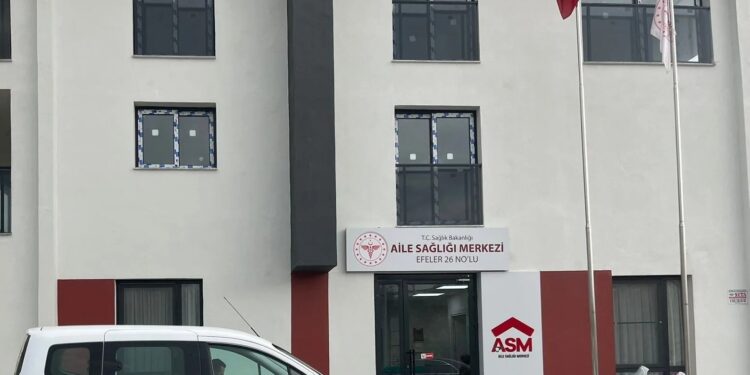 T.C. Sağlık Bakanlığı
AİLE SAĞLIĞI MERKEZİ
EFELER 26 NO'LU
ASM
AİLE SAĞLIĞI MERKEZİ